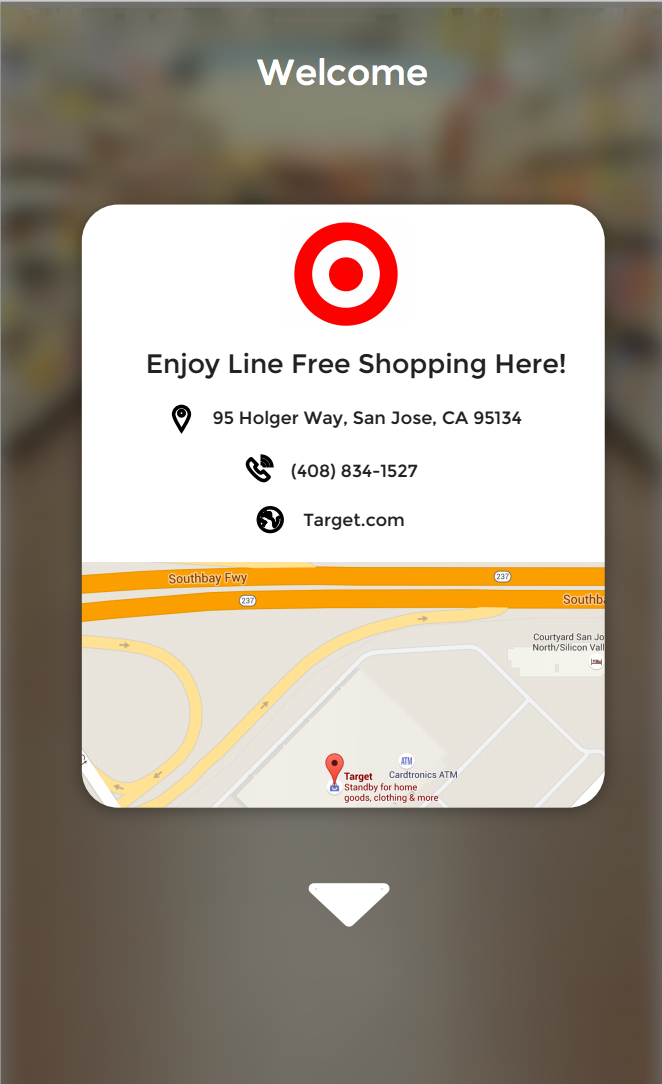 Welcome
Enjoy Line Free Shopping Here!
95 Holger Way, San Jose, CA 95134
(408) 834-1527
Target.com
Southbay Fwy
237
237
Southba
Courtyard San Jo
North/Silicon Vall
ATM
Cardtronics ATM
Target
Standby for home
goods, clothing & more